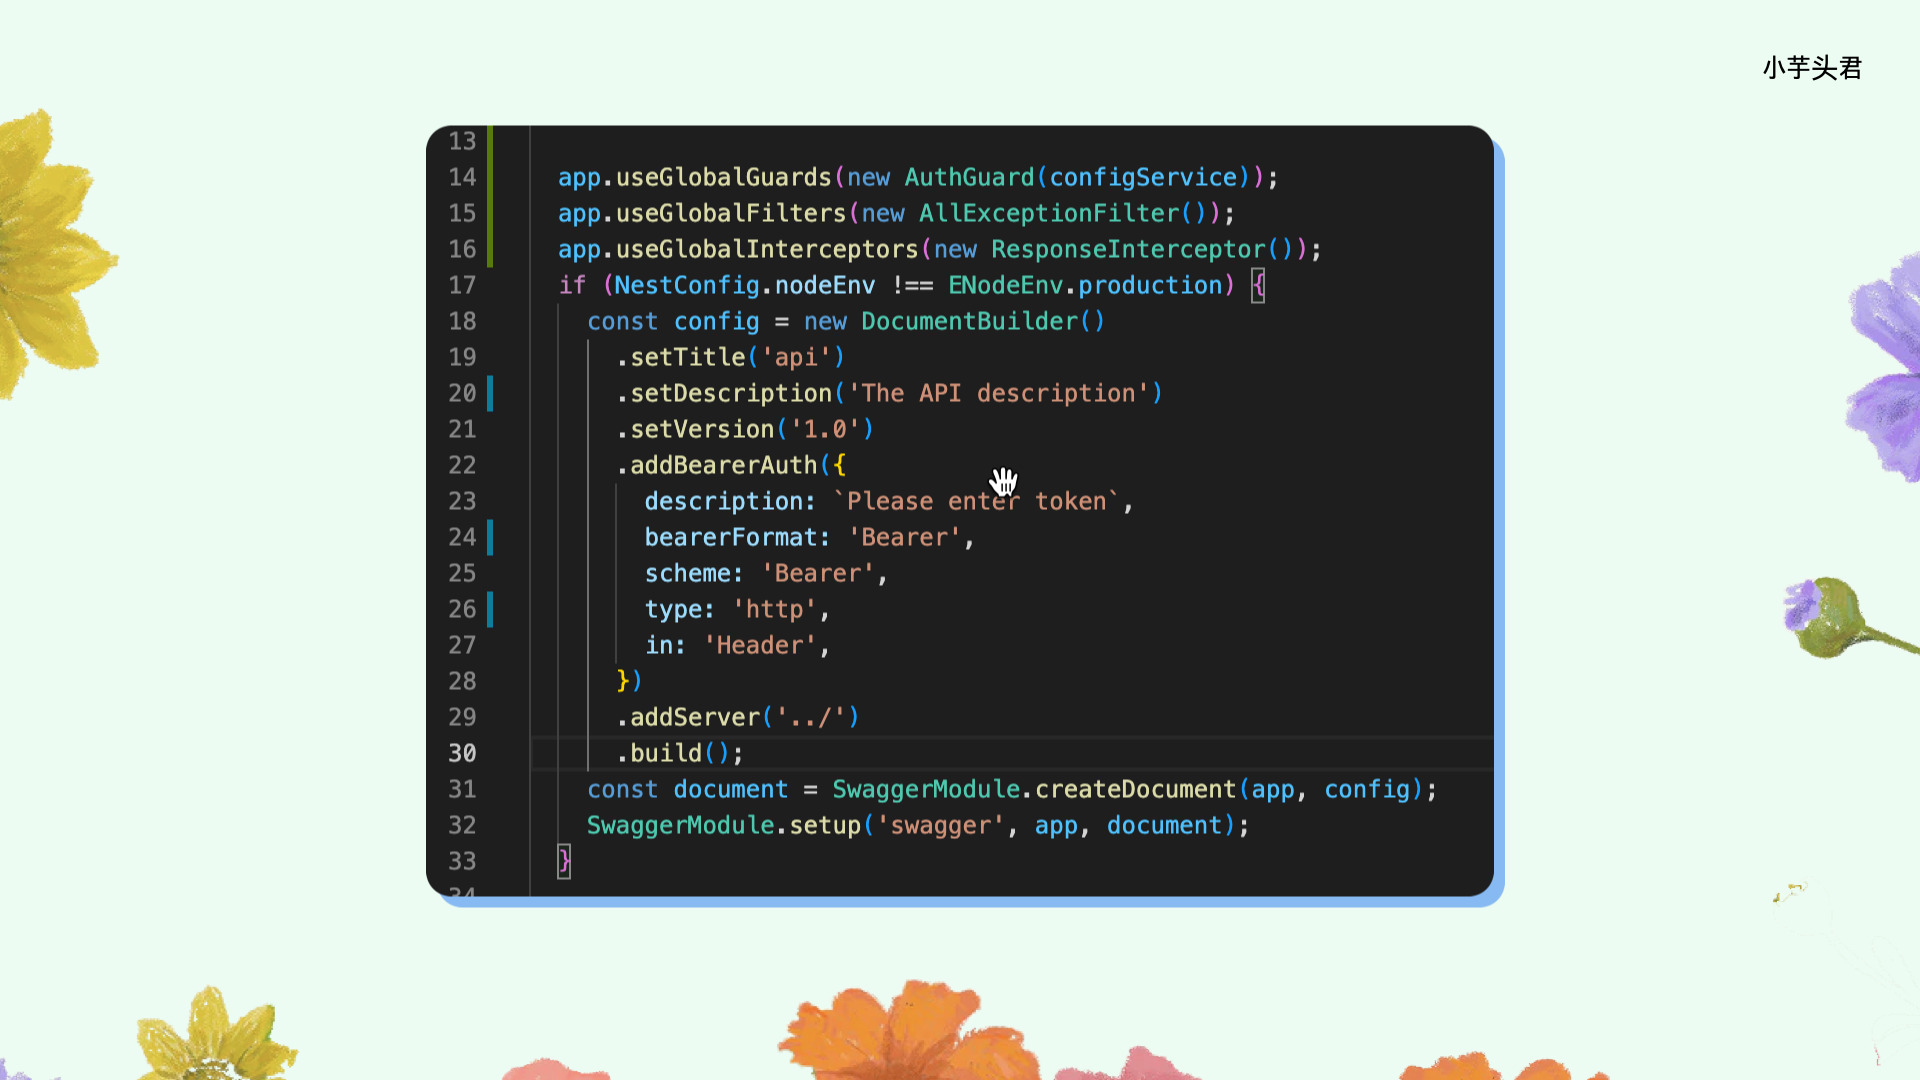 小芋头君
13
14 app.useGlobalGuards(new AuthGuard(configService));
15 app.useGlobalFilters(new AllExceptionFilter());
16 app.useGlobalInterceptors(new ResponseInterceptor());
17 if (NestConfig.nodeEnv !== ENodeEnv.production) {
18 const config = new DocumentBuilder()
19 .setTitle('api')
20 .setDescription('The API description')
21 .setVersion('1.0')
22 .addBearerAuth({
23 description: `Please enter token`,
24 bearerFormat: 'Bearer',
25 scheme: 'Bearer',
26 type: 'http',
27 in: 'Header',
28 })
29 .addServer('../')
30 .build();
31 const document = SwaggerModule.createDocument(app, config);
32 SwaggerModule.setup('swagger', app, document);
33 }
34